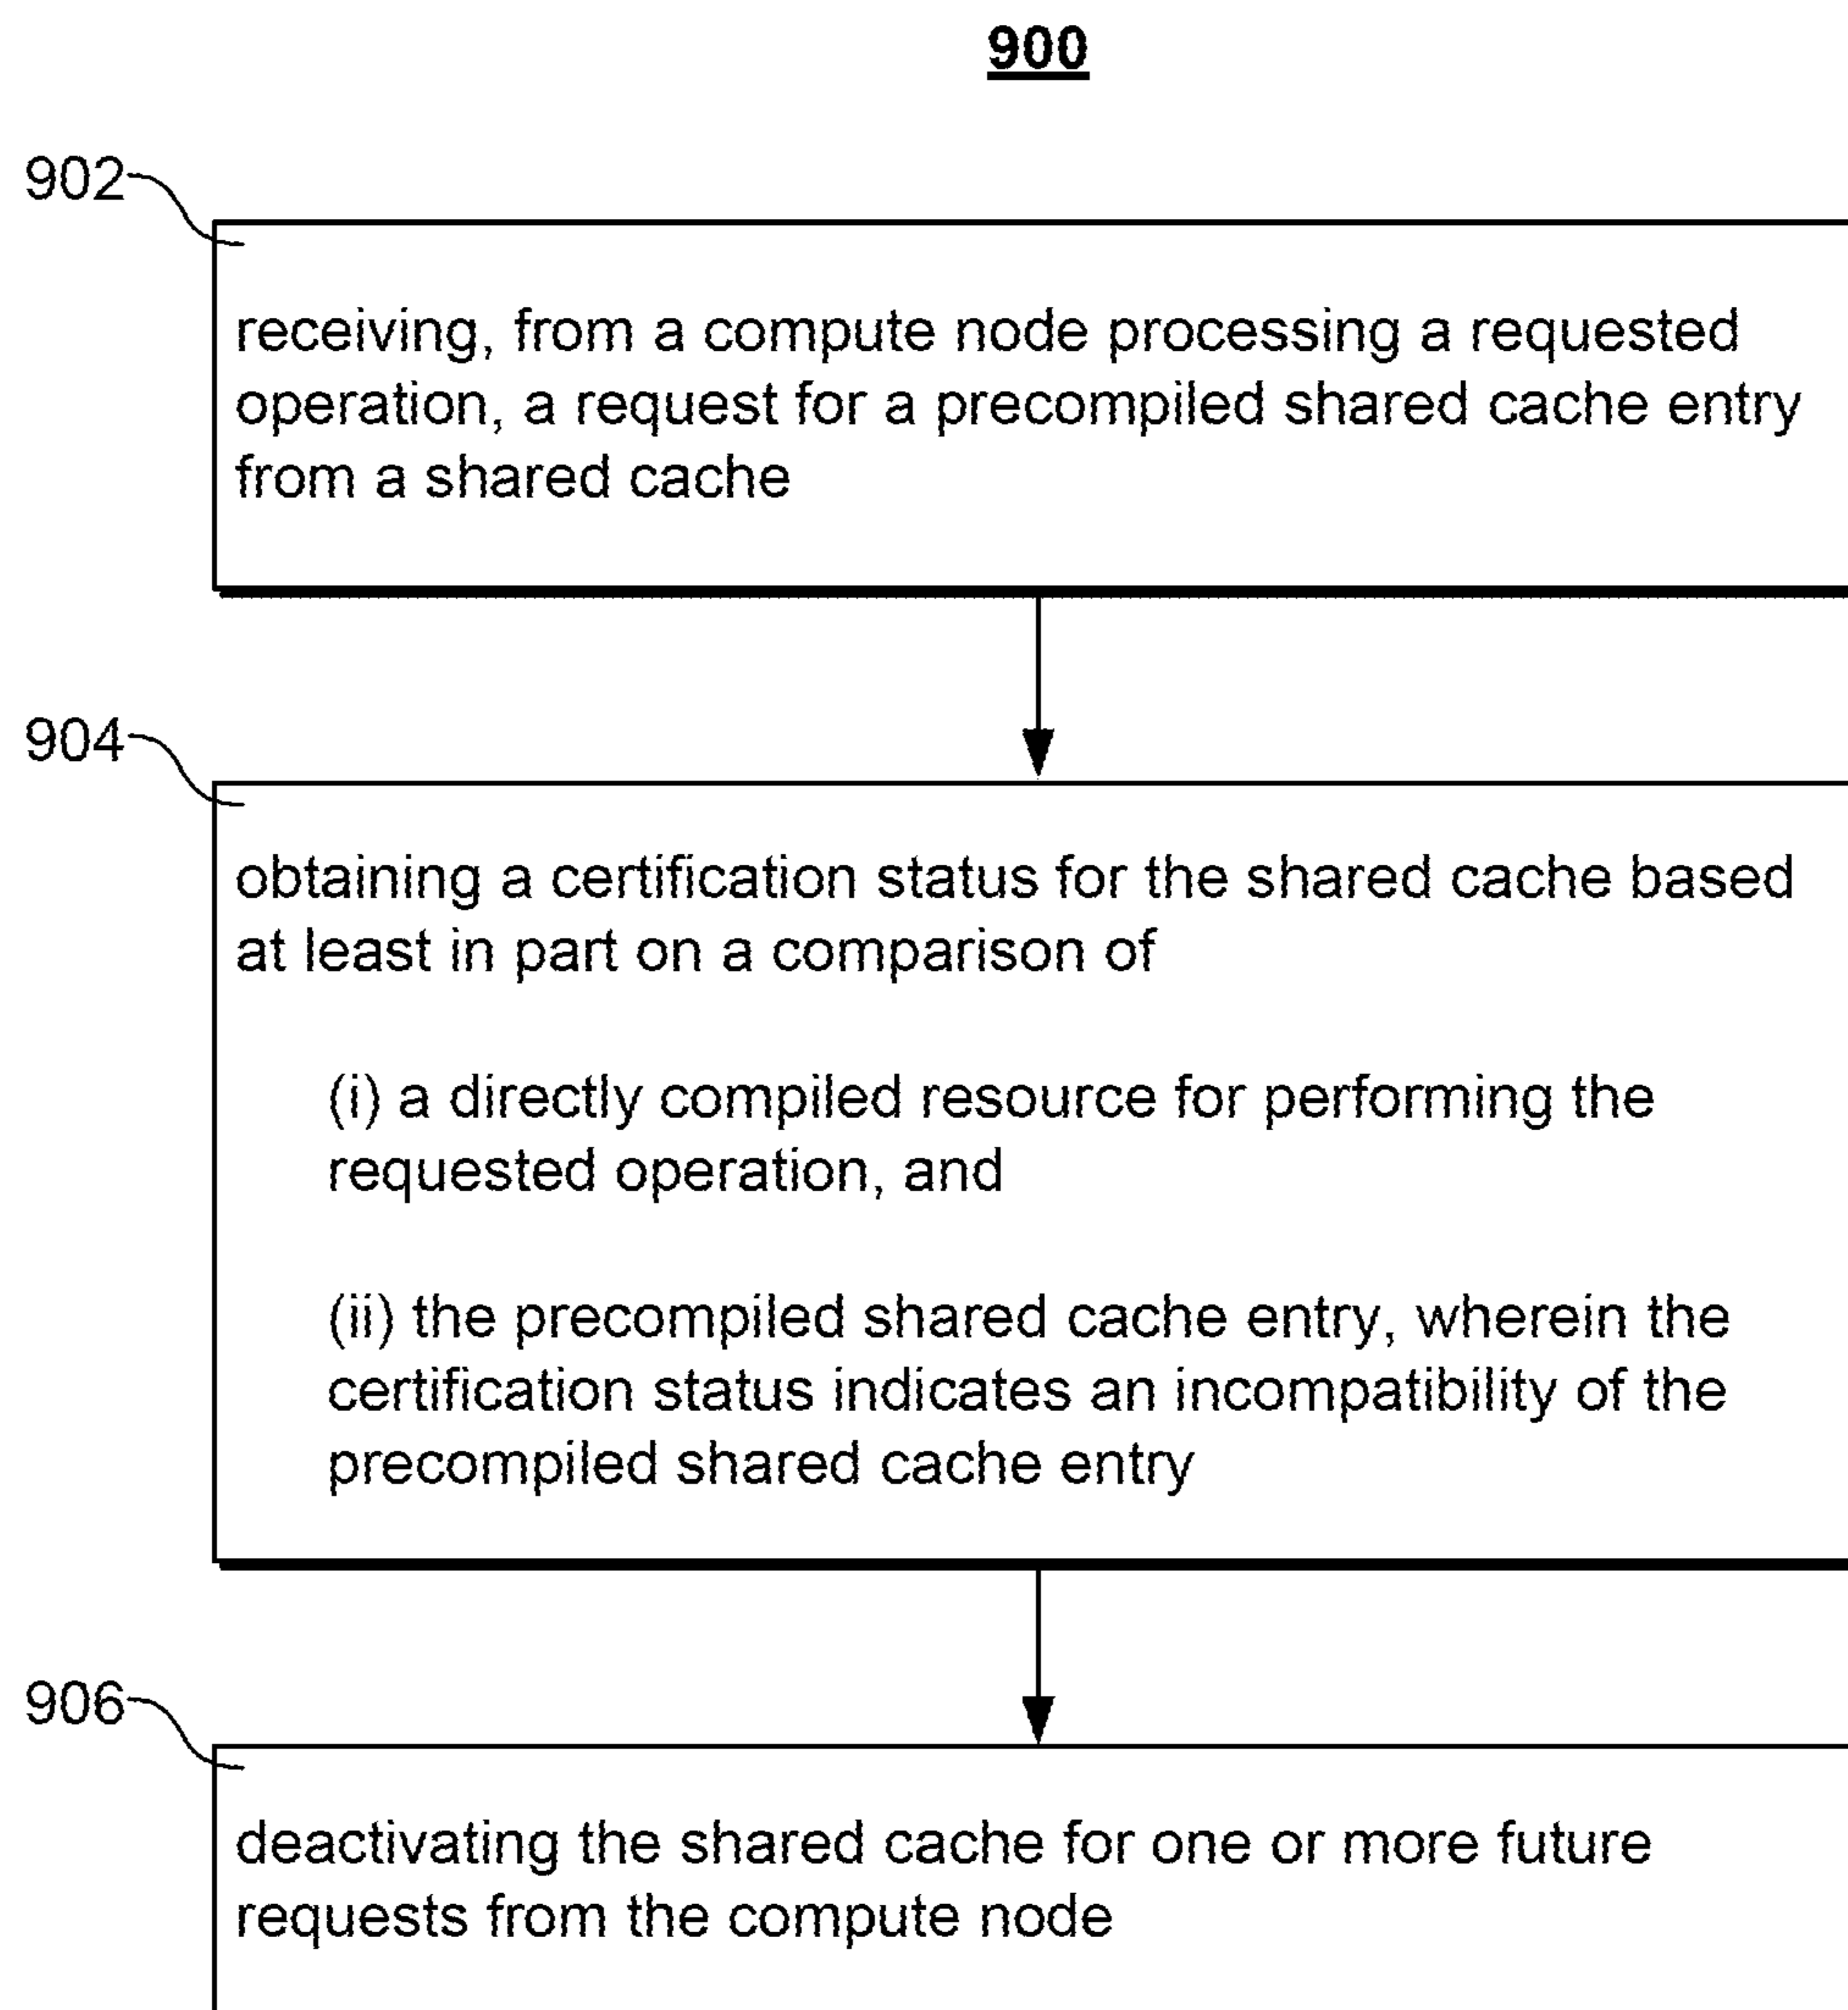 900
902
receiving, from a compute node processing a requested
operation, a request for a precompiled shared cache entry
from a shared cache
904
obtaining a certification status for the shared cache based
at least in part on a comparison of
(i) a directly compiled resource for performing the
requested operation, and
(ii) the precompiled shared cache entry, wherein the
certification status indicates an incompatibility of the
precompiled shared cache entry
906
deactivating the shared cache for one or more future
requests from the compute node